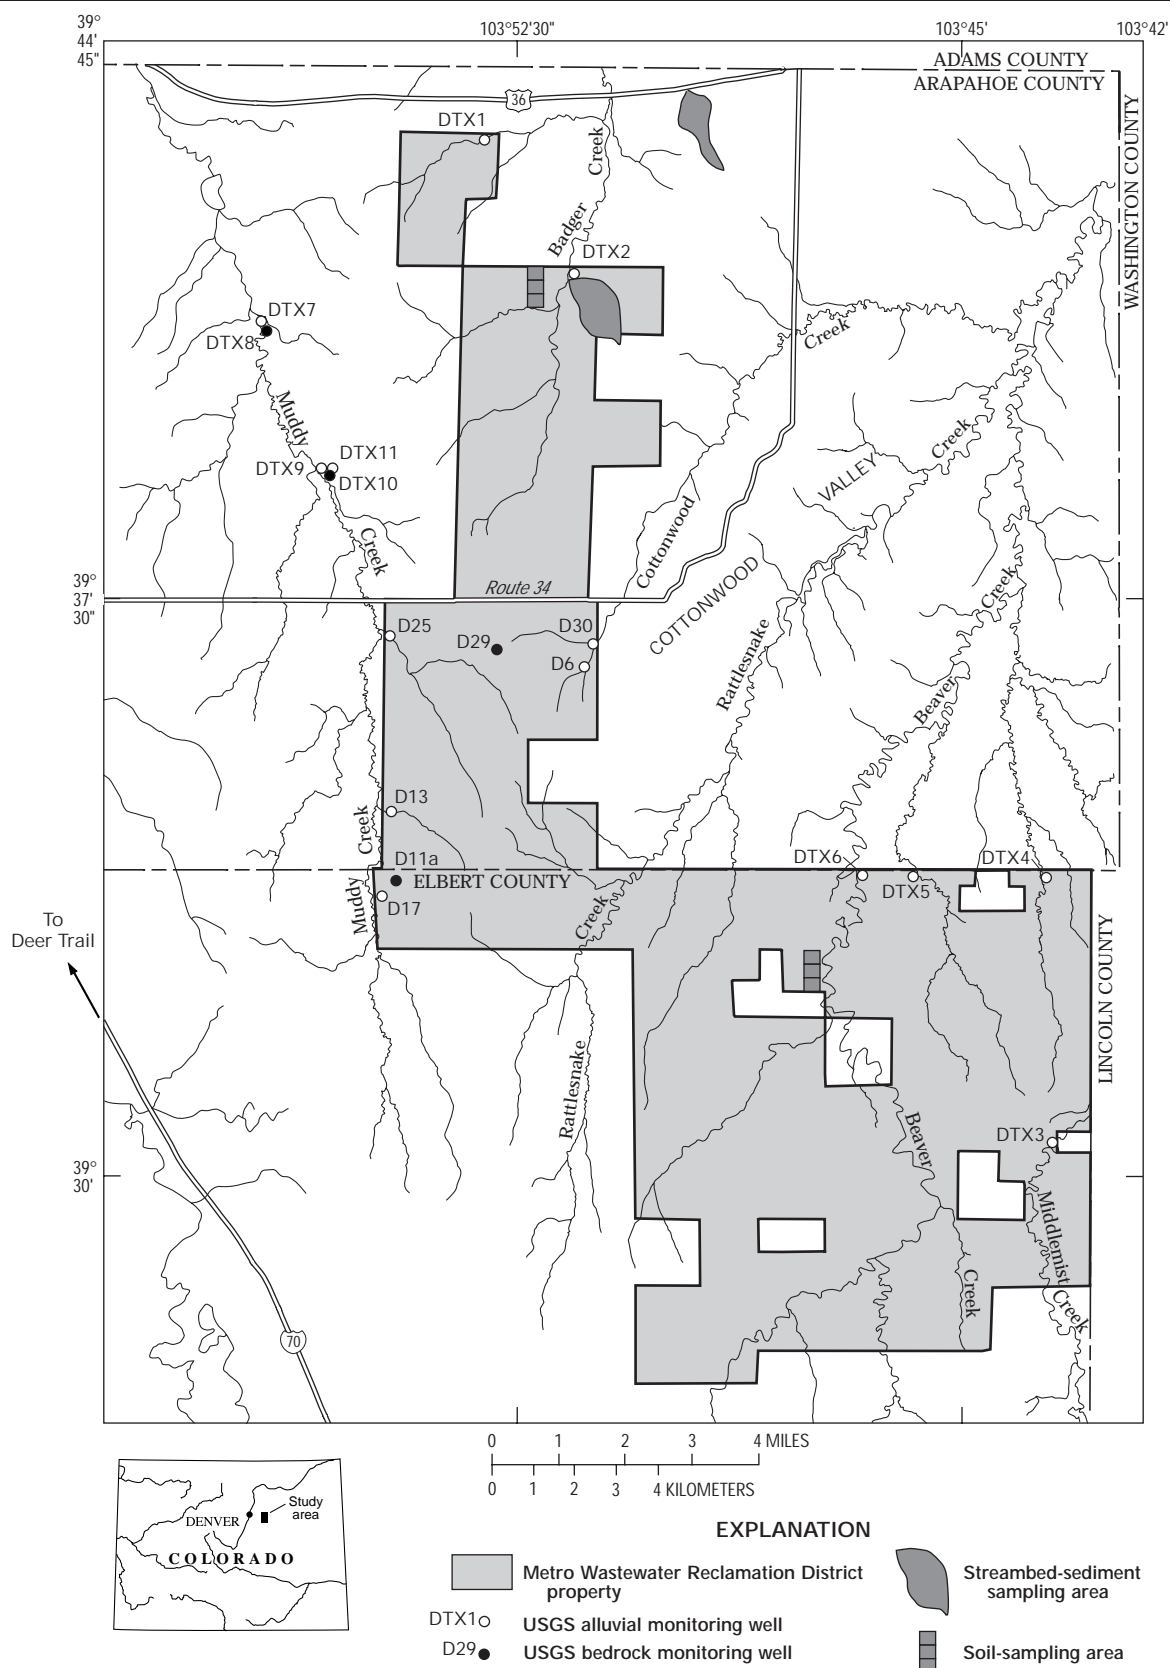 39°
44'
45"
103°52'30"
103°45'
103°42'
ADAMS COUNTY
ARAPAHOE COUNTY
WASHINGTON COUNTY
36
DTX1
Creek
Badger
DTX2
DTX7
DTX8
Muddy
Creek
Creek
DTX9
DTX11
DTX10
VALLEY
Creek
Cottonwood
COTTONWOOD
39°
37'
30"
Route 34
Creek
D25
D29
D30
D6
Rattlesnake
Beaver
D13
Creek
D11a
ELBERT COUNTY
D17
Muddy
Creek
DTX6
DTX5
DTX4
To
Deer Trail
LINCOLN COUNTY
Rattlesnake
Beaver
DTX3
39°
30'
Middlemist
Creek
Creek
70
0 1 2 3 4 MILES
0 1 2 3 4 KILOMETERS
DENVER
Study
area
COLORADO
EXPLANATION
Metro Wastewater Reclamation District
property
DTX1 USGS alluvial monitoring well
D29 USGS bedrock monitoring well
Streambed-sediment
sampling area
Soil-sampling area